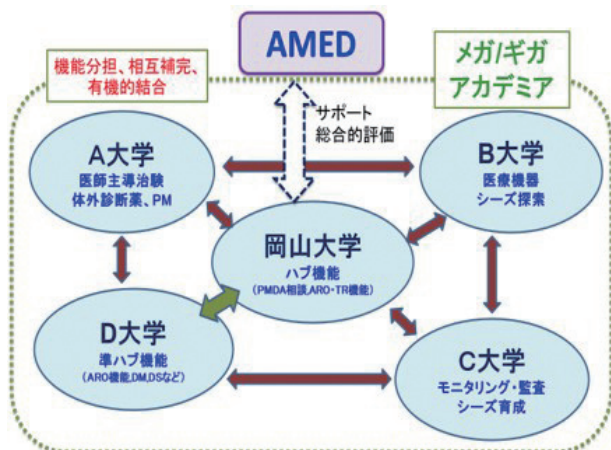 AMED
機能分担、相互補完、
有機的結合
メガ/ギガ
アカデミア
サポート
総合的評価
A大学
医師主導治験
体外診断薬、PM
B大学
医療機器
シーズ探索
岡山大学
ハブ機能
(PMDA相談,ARO・TR機能)
D大学
準ハブ機能
(ARO機能,DM,DSなど)
C大学
モニタリング・監査
シーズ育成